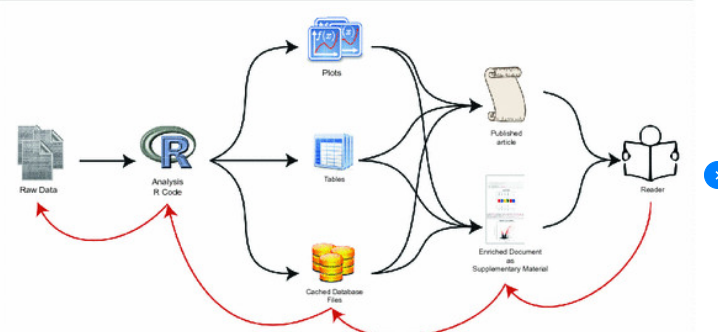 Raw Data
R
Analysis
R Code
f(x)
f(x)
Plots
Tables
Cached Database
Files
Published
article
Enriched Document
as
Supplementary Material
Reader